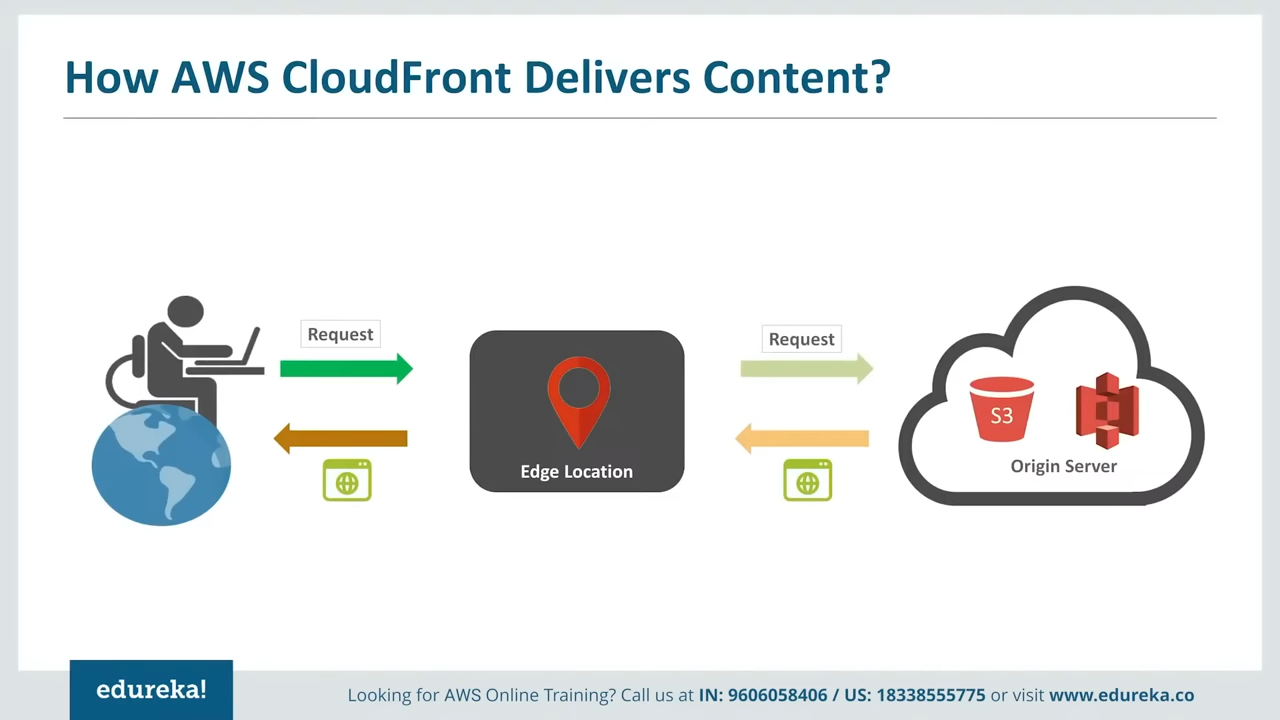 How AWS CloudFront Delivers Content?
Request
Request
S3
Edge Location
Origin Server
edureka!
Looking for AWS Online Training? Call us at IN: 9606058406 / US: 18338555775 or visit www.edureka.co